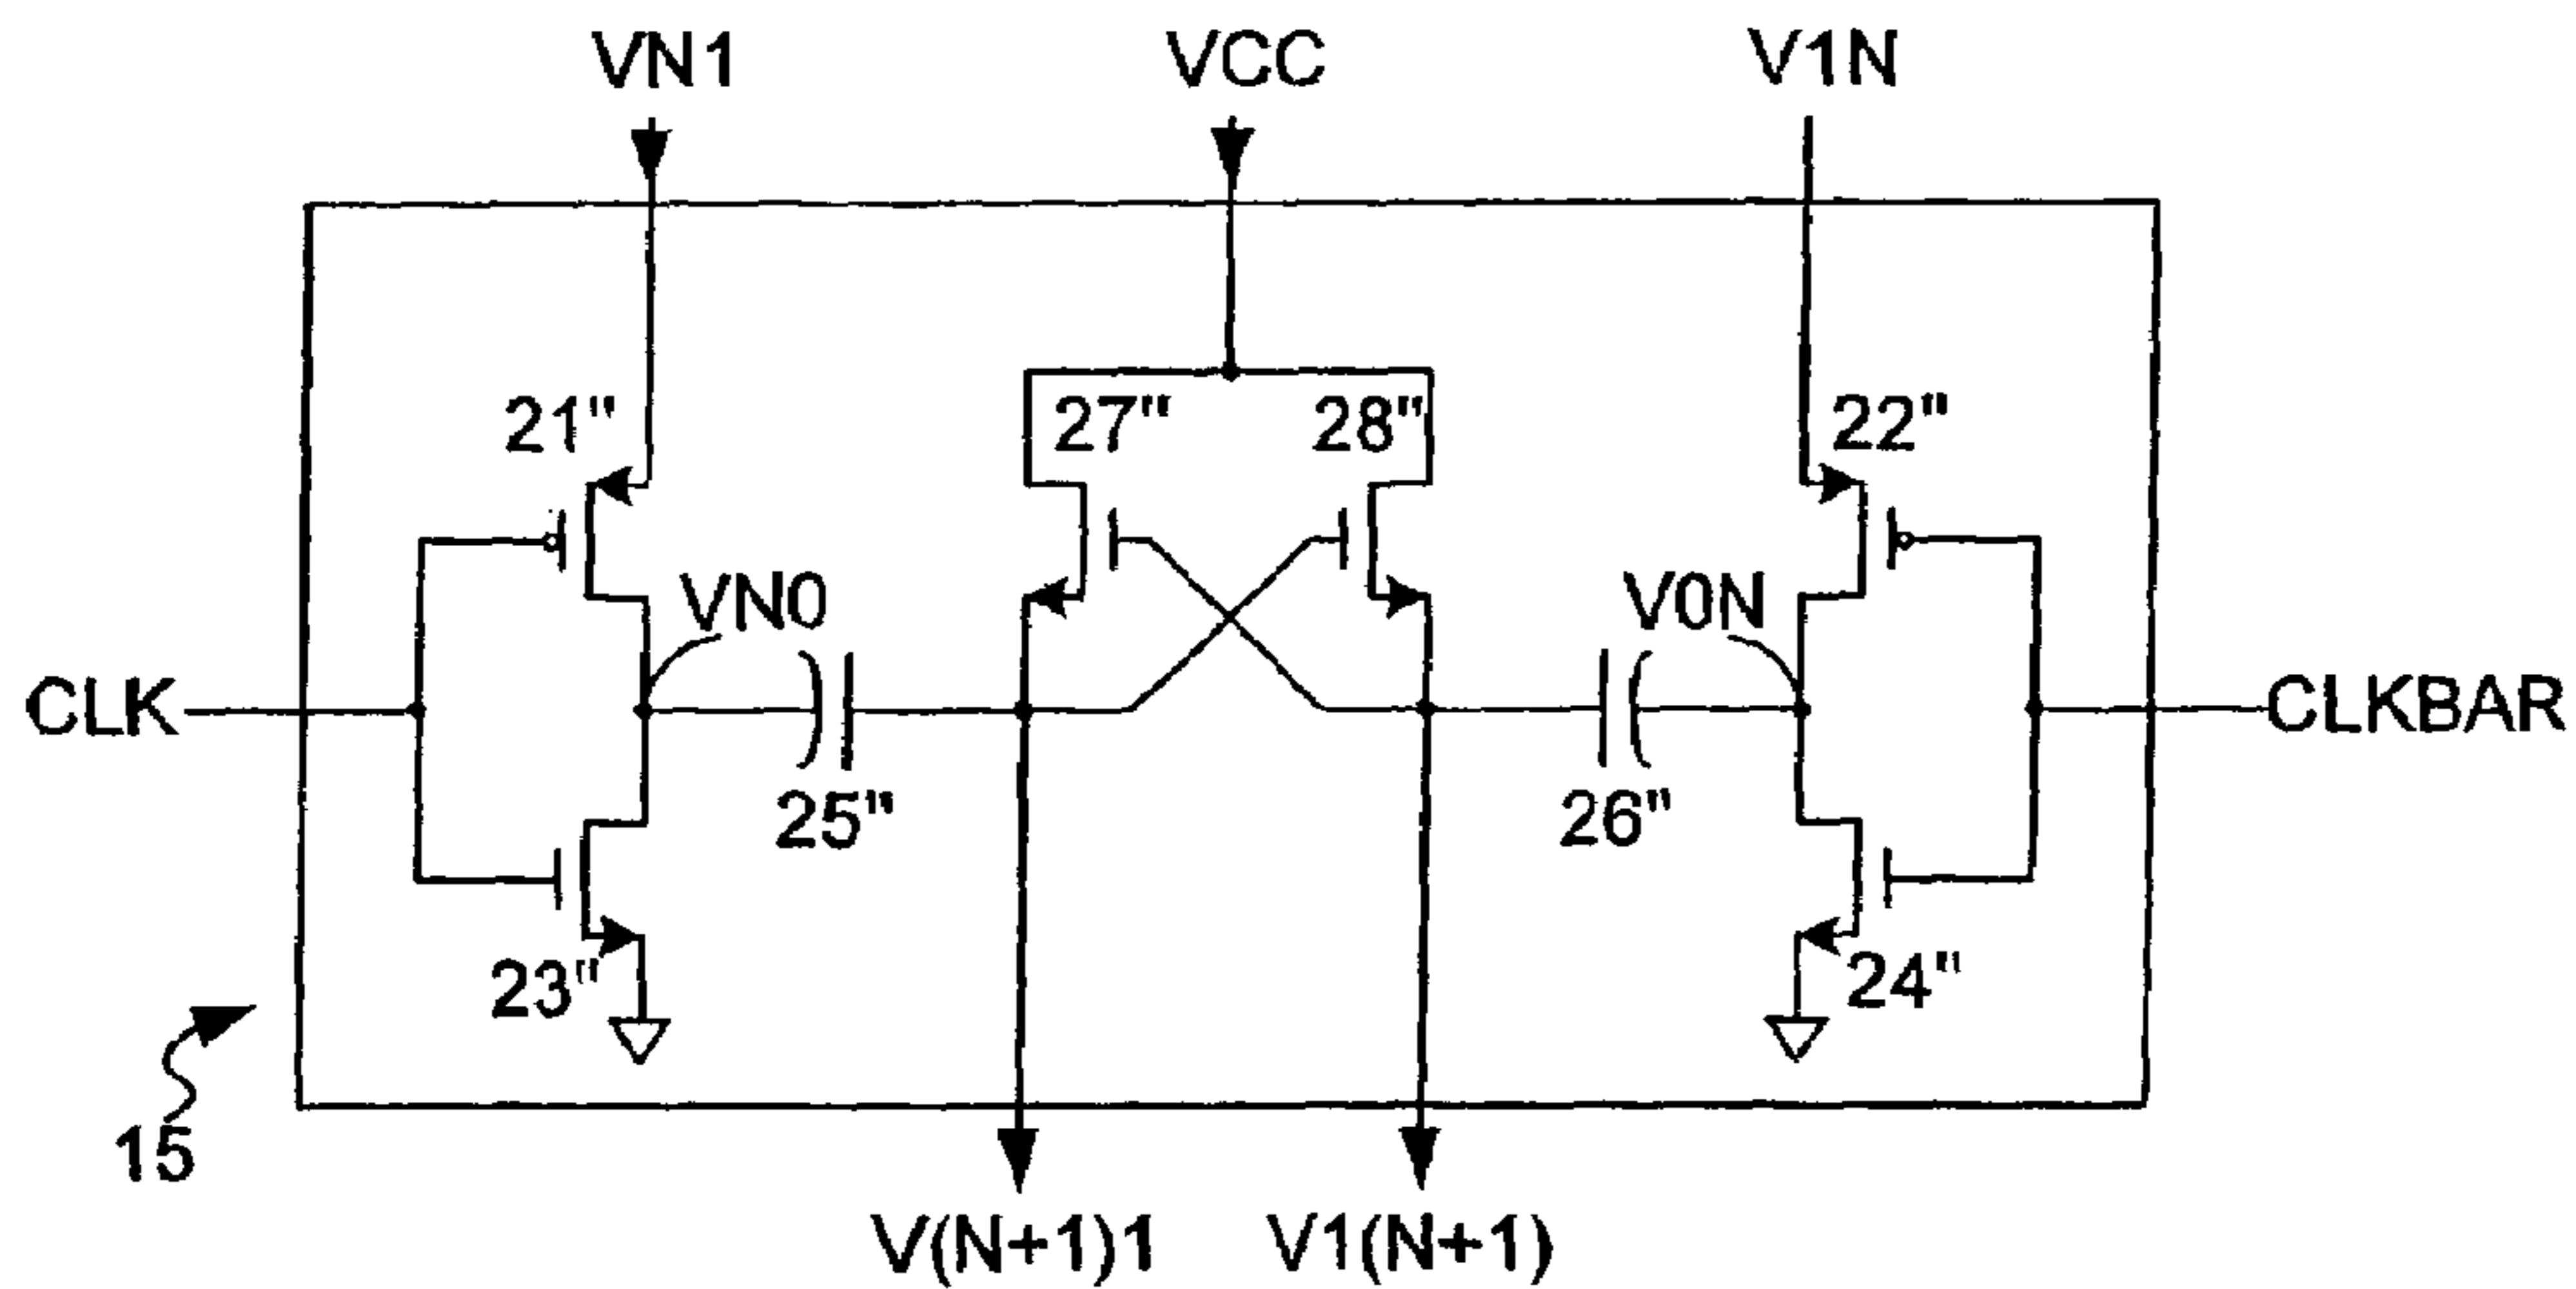 VN1 VCC V1N
21" 27" 28" 22"
VN0 V0N
CLK CLKBAR
25" 26"
23" 24"
15
V(N+1)1 V1(N+1)